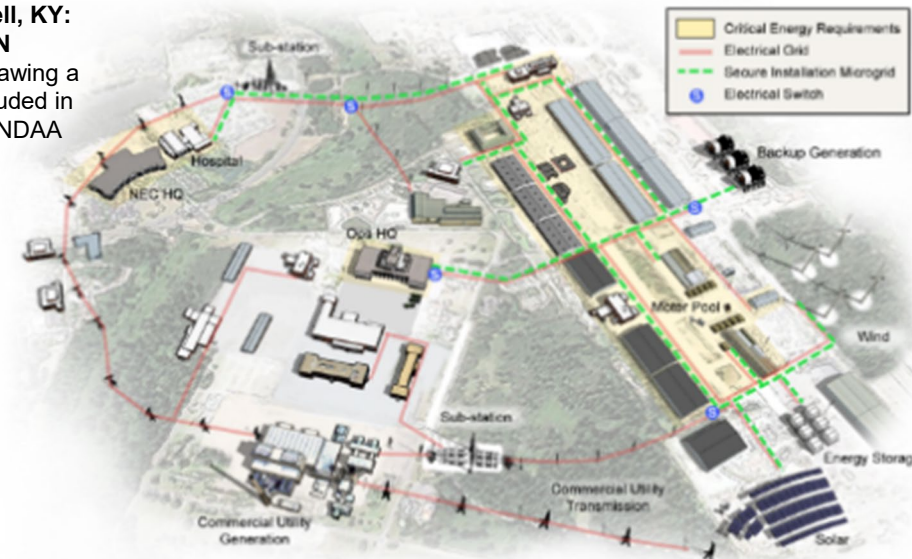 ell, KY:
N
awing a
uded in
NDAA
Critical Energy Requirements
Electrical Grid
Secure Installation Microgrid
S Electrical Switch
Sub-station
S
S
Hospital
NEC HQ
Backup Generation
S
Ops HQ
S
Motor Pool
Wind
S
Sub-station
Energy Storag
Commercial Utility
Transmission
Commercial Utility
Generation
Solar